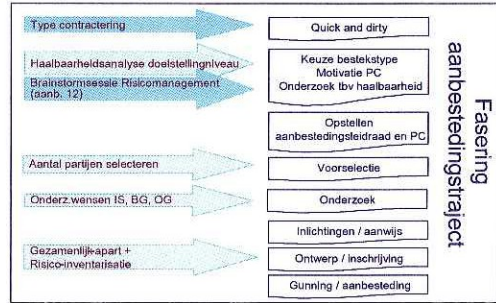 Type contractering
Quick and dirty
Haalbaarheidsanalyse doelstellingniveau
Brainstormsessie Risicomanagement
(aanb. 12)
Keuze bestekstype
Motivatie PC
Onderzoek tbv haalbaarheid
Opstellen
aanbestedingsleidraad en PC
Aantal partijen selecteren
Voorselectie
Onderz.wensen IS, BG, OG
Onderzoek
Inlichtingen / aanwijs
Gezamenlijk-apart +
Risico-inventarisatie
Ontwerp / inschrijving
Gunning / aanbesteding
Fasering
aanbestedingstraject